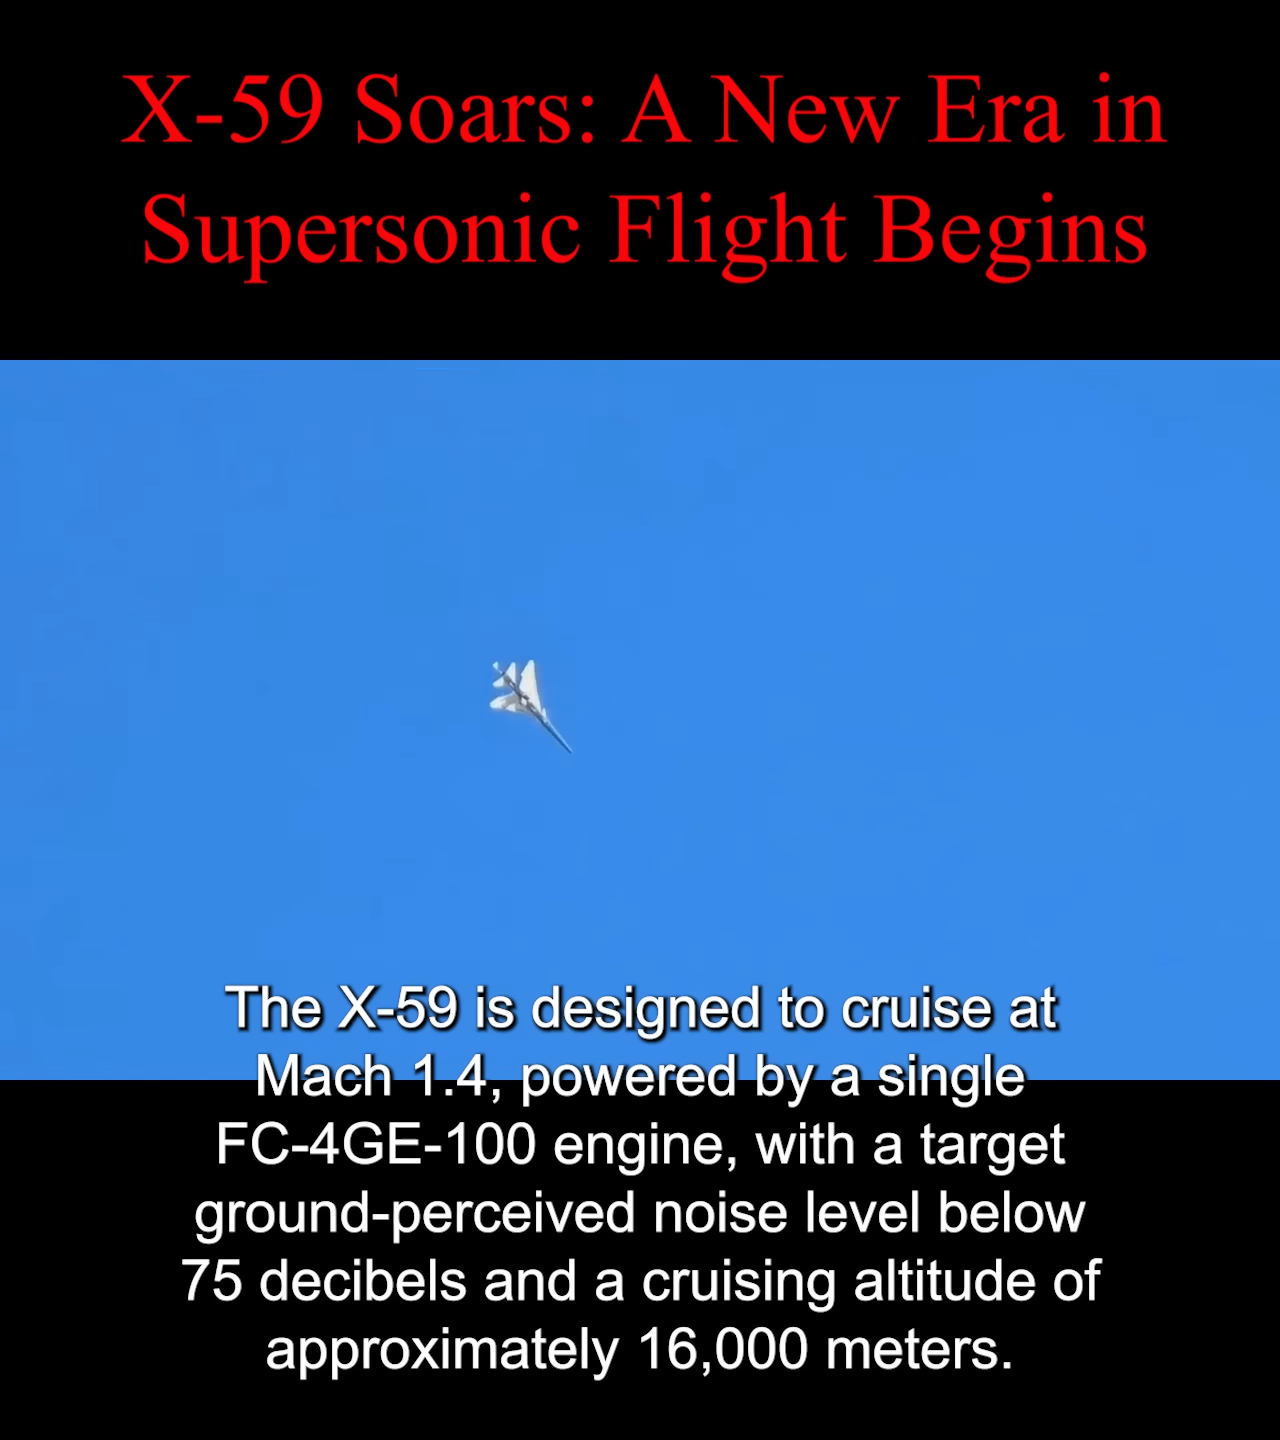 X-59 Soars: A New Era in
Supersonic Flight Begins
The X-59 is designed to cruise at
Mach 1.4, powered by a single
FC-4GE-100 engine, with a target
ground-perceived noise level below
75 decibels and a cruising altitude of
approximately 16,000 meters.